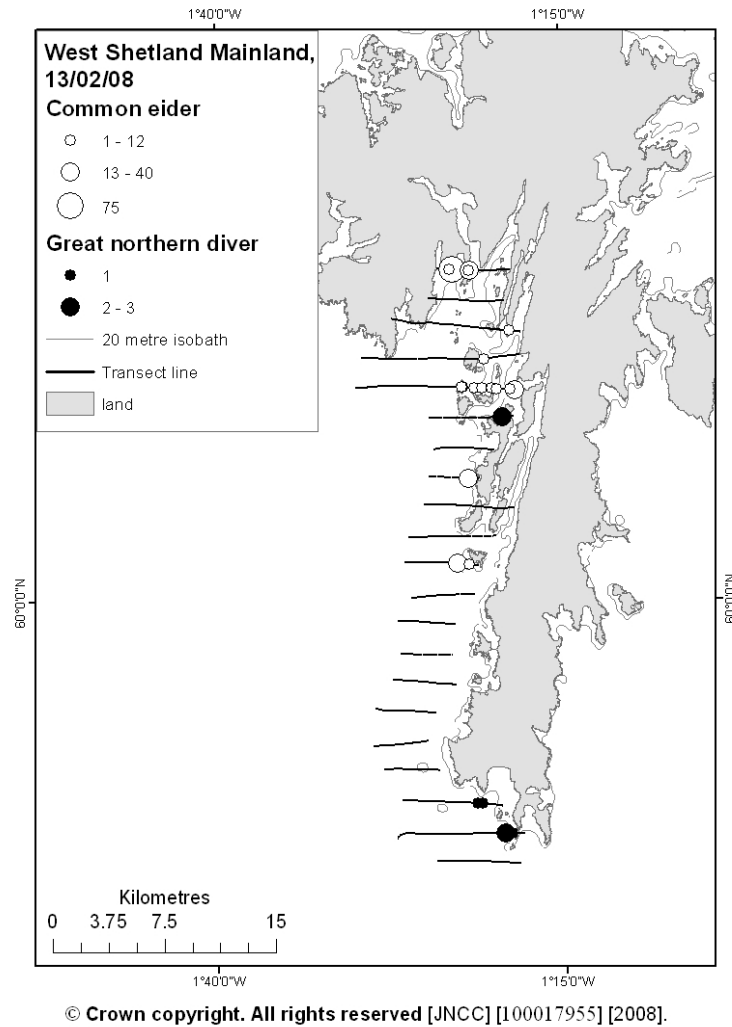 1°40'0"W 1°15'0"W
West Shetland Mainland,
13/02/08
Common eider
1 - 12
13 - 40
75
Great northern diver
1
2 - 3
20 metre isobath
Transect line
land
60°0'0"N 60°0'0"N
Kilometres
0 3.75 7.5 15
1°40'0"W 1°15'0"W
© Crown copyright. All rights reserved [JNCC] [100017955] [2008].